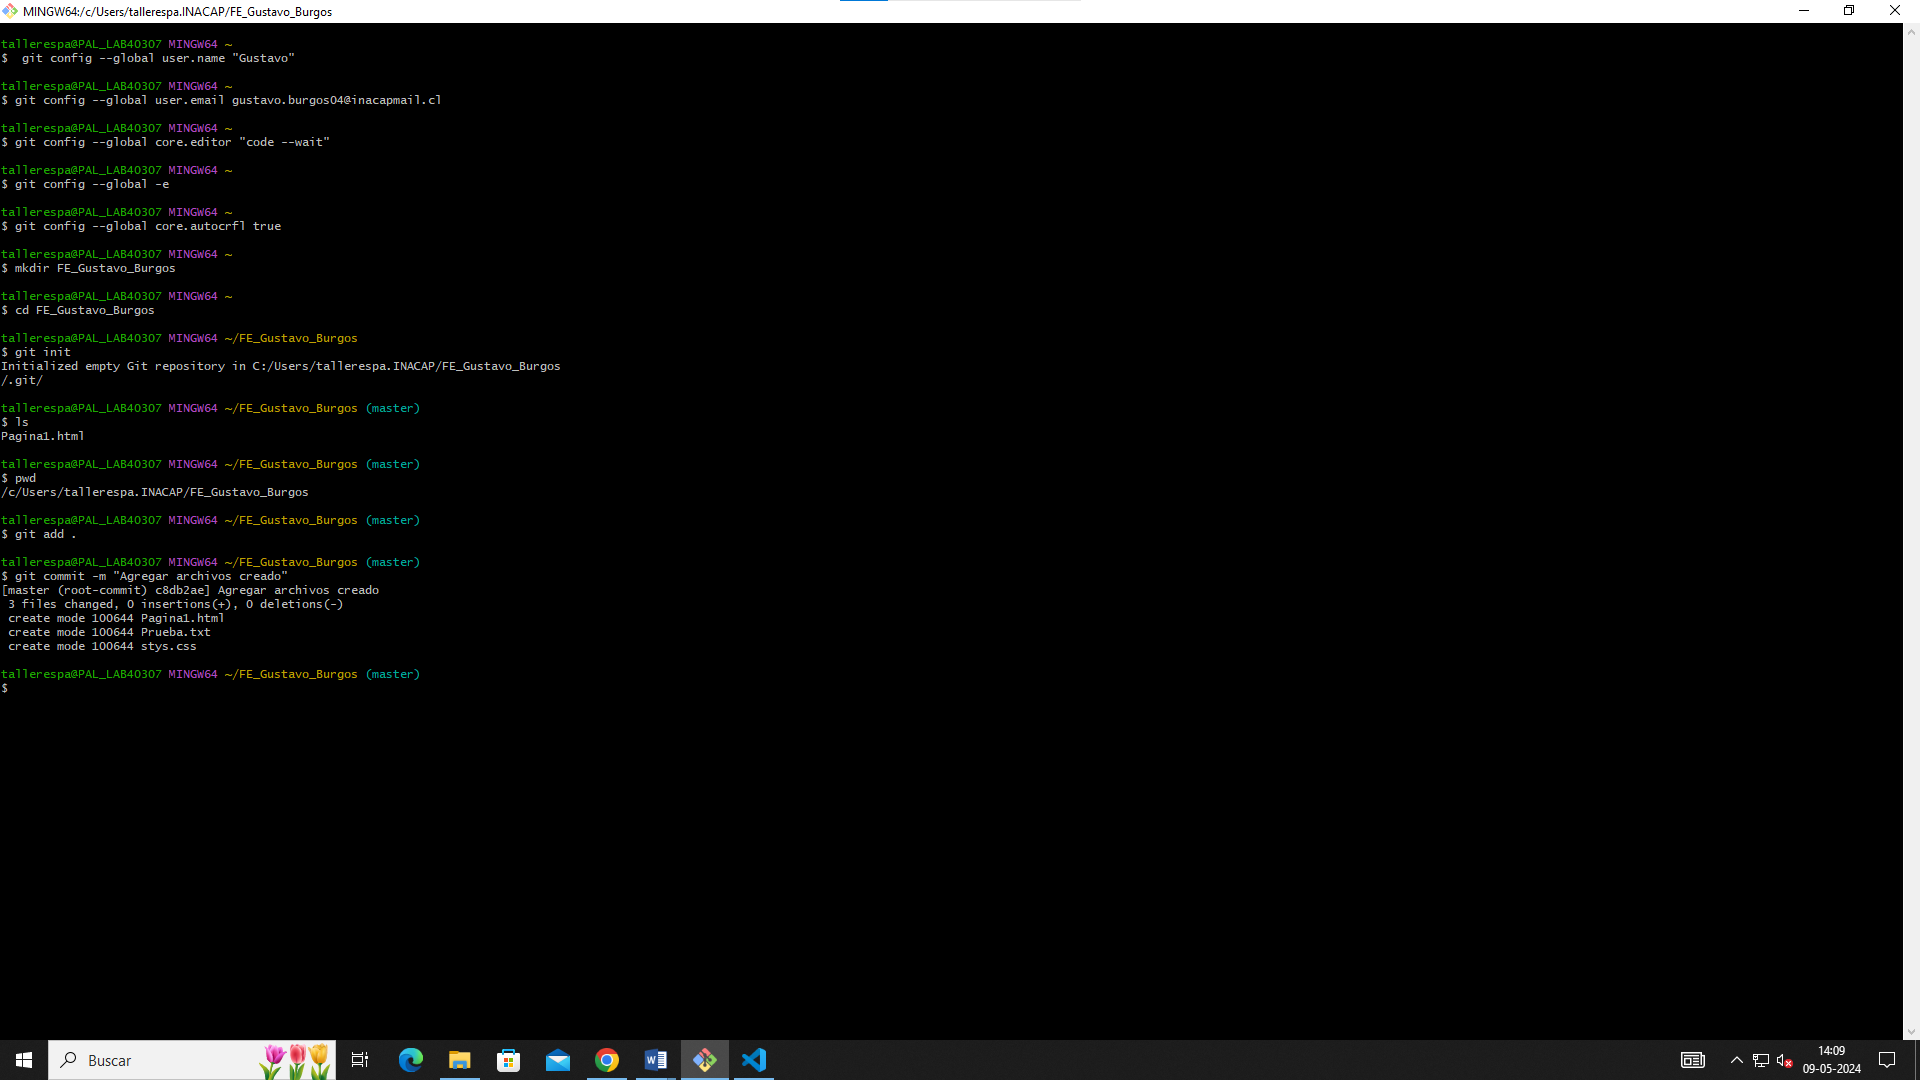 MINGW64:/c/Users/tallerespa.INACAP/FE_Gustavo_Burgos
tallerespa@PAL_LAB40307 MINGW64 ~
$  git config --global user.name "Gustavo"
tallerespa@PAL_LAB40307 MINGW64 ~
$ git config --global user.email gustavo.burgos04@inacapmail.cl
tallerespa@PAL_LAB40307 MINGW64 ~
$ git config --global core.editor "code --wait"
tallerespa@PAL_LAB40307 MINGW64 ~
$ git config --global -e
tallerespa@PAL_LAB40307 MINGW64 ~
$ git config --global core.autocrfl true
tallerespa@PAL_LAB40307 MINGW64 ~
$ mkdir FE_Gustavo_Burgos
tallerespa@PAL_LAB40307 MINGW64 ~
$ cd FE_Gustavo_Burgos
tallerespa@PAL_LAB40307 MINGW64 ~/FE_Gustavo_Burgos
$ git init
Initialized empty Git repository in C:/Users/tallerespa.INACAP/FE_Gustavo_Burgos
/.git/
tallerespa@PAL_LAB40307 MINGW64 ~/FE_Gustavo_Burgos (master)
$ ls
Pagina1.html
tallerespa@PAL_LAB40307 MINGW64 ~/FE_Gustavo_Burgos (master)
$ pwd
/c/Users/tallerespa.INACAP/FE_Gustavo_Burgos
tallerespa@PAL_LAB40307 MINGW64 ~/FE_Gustavo_Burgos (master)
$ git add .
tallerespa@PAL_LAB40307 MINGW64 ~/FE_Gustavo_Burgos (master)
$ git commit -m "Agregar archivos creado"
[master (root-commit) c8db2ae] Agregar archivos creado
 3 files changed, 0 insertions(+), 0 deletions(-)
 create mode 100644 Pagina1.html
 create mode 100644 Prueba.txt
 create mode 100644 stys.css
tallerespa@PAL_LAB40307 MINGW64 ~/FE_Gustavo_Burgos (master)
$
Buscar
14:09
09-05-2024